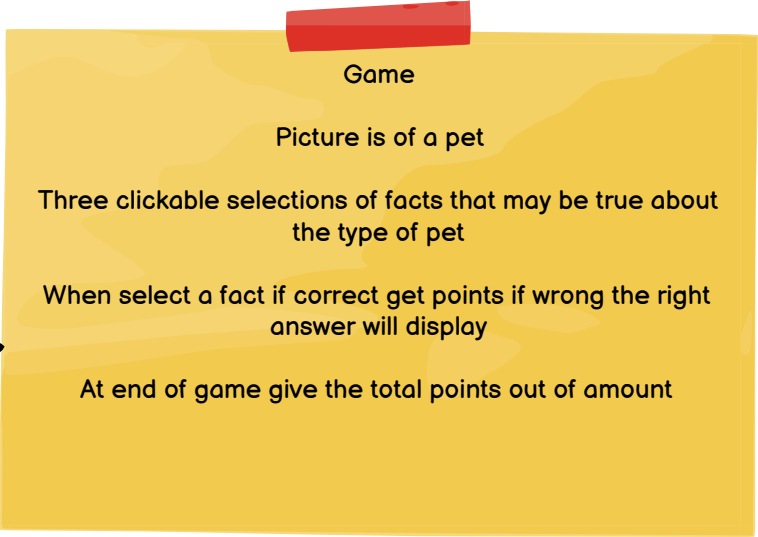 Game
Picture is of a pet
Three clickable selections of facts that may be true about
the type of pet
When select a fact if correct get points if wrong the right
answer will display
At end of game give the total points out of amount